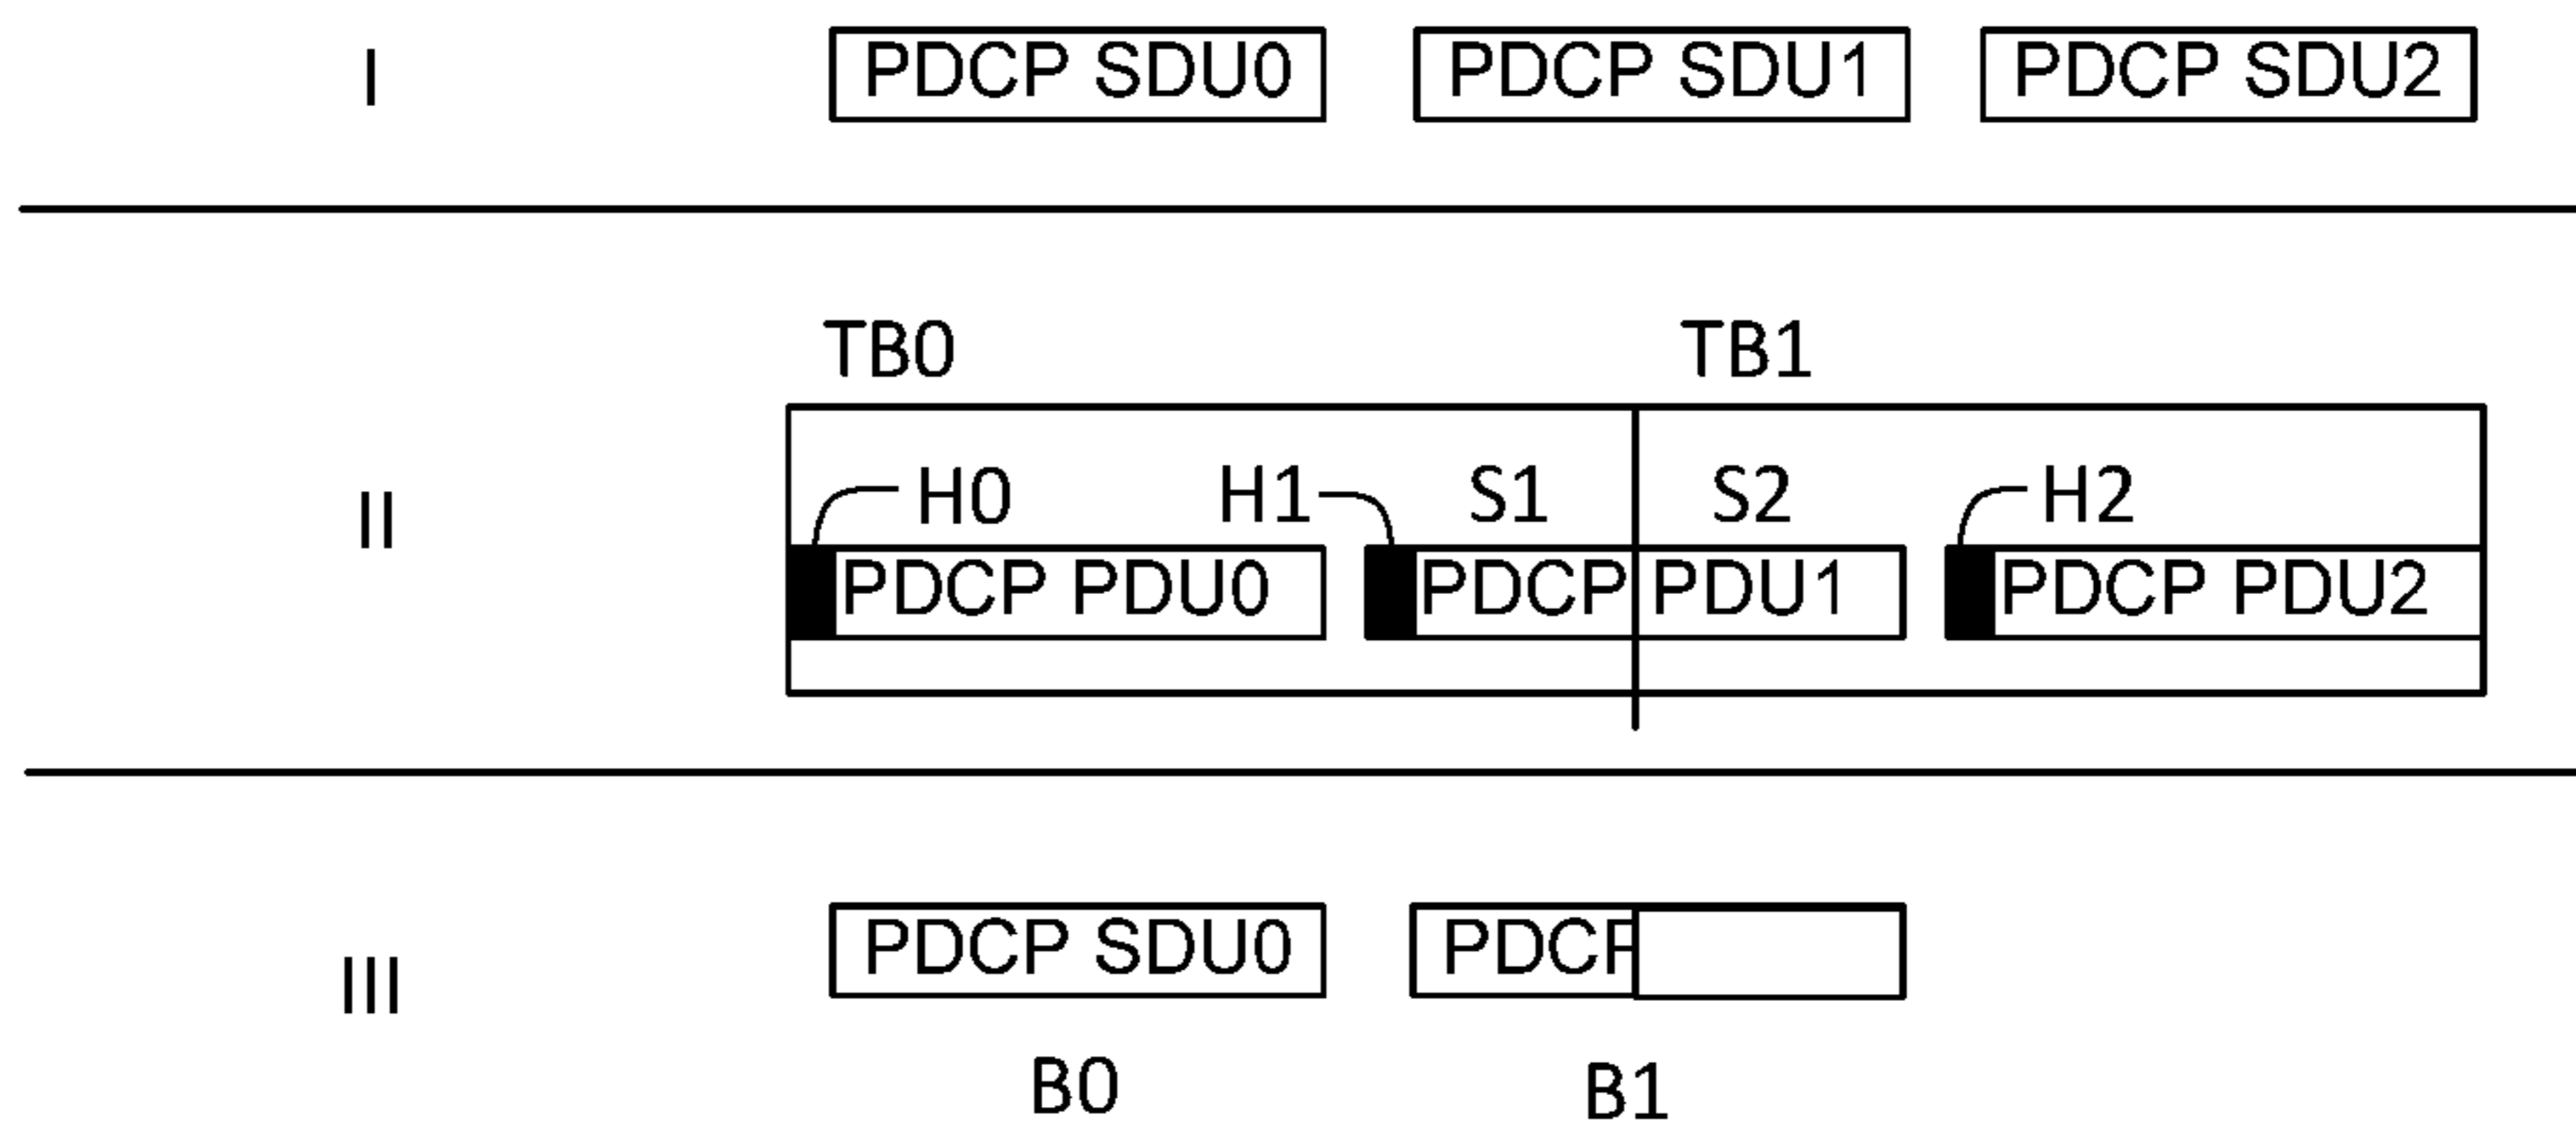 I PDCP SDU0 PDCP SDU1 PDCP SDU2
TB0 TB1
H0 H1 S1 S2 H2
II PDCP PDU0 PDCP PDU1 PDCP PDU2
III PDCP SDU0 PDC
B0 B1